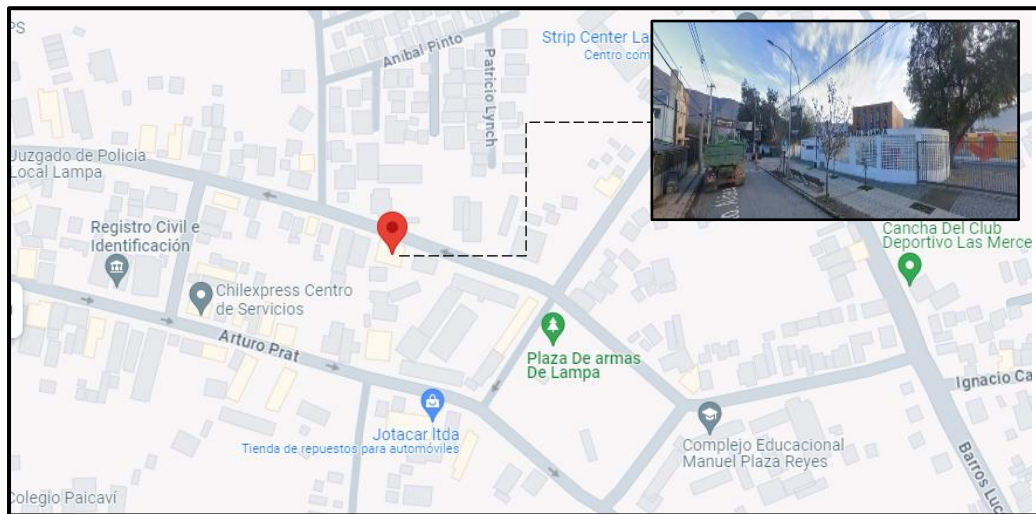 PS
Aníbal Pinto
Patricio Lynch
Strip Center La
Centro com
Juzgado de Policia
Local Lampa
Registro Civil e
Identificación
Chilexpress Centro
de Servicios
Arturo Prat
Cancha Del Club
Deportivo Las Merce
Plaza De armas
De Lampa
Ignacio Ca
Jotacar ltda
Tienda de repuestos para automóviles
Complejo Educacional
Manuel Plaza Reyes
Barros Luc
Colegio Paicaví